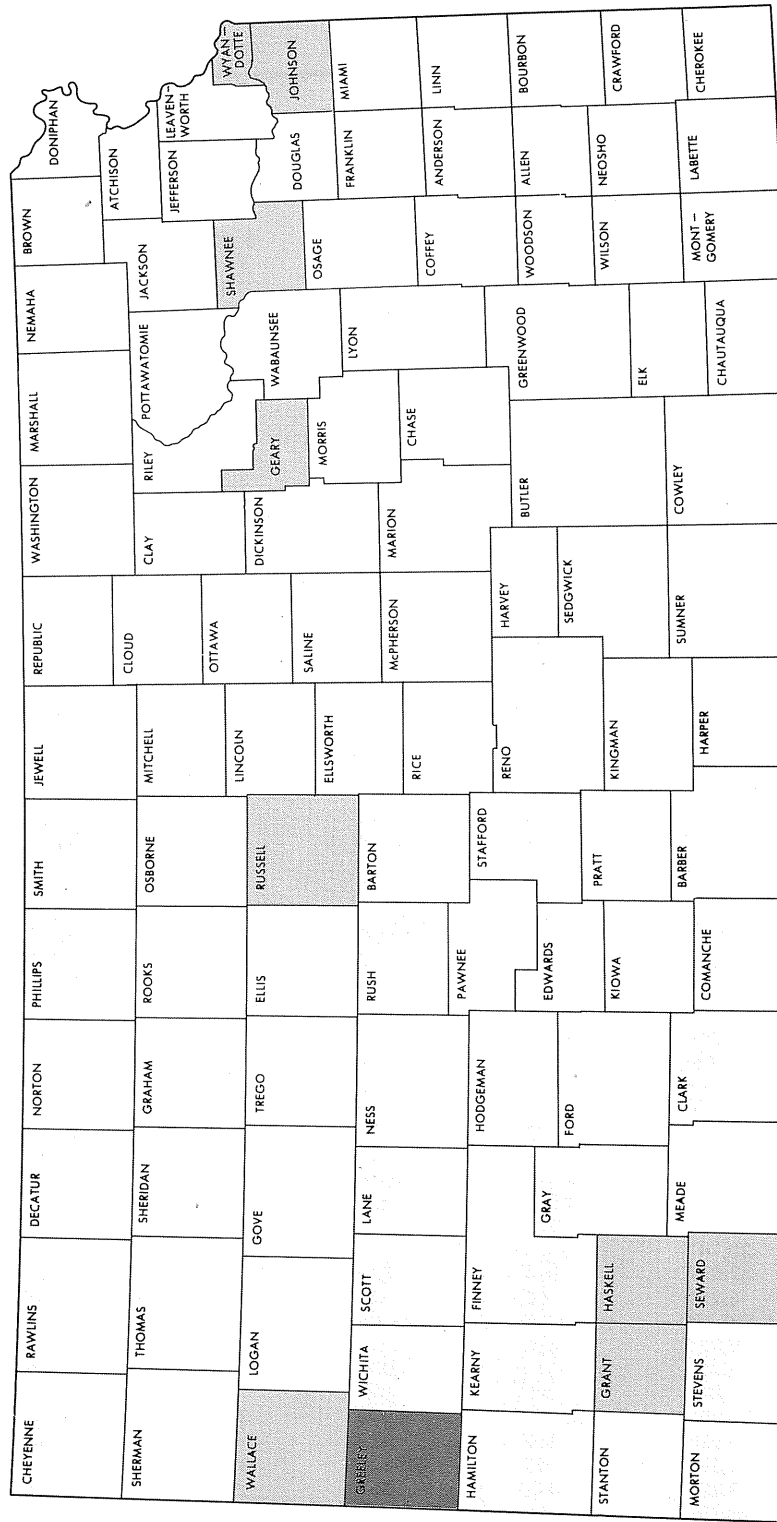 CHEYENNE
RAWLINS
DECATUR
NORTON
PHILLIPS
SMITH
JEWELL
REPUBLIC
WASHINGTON
MARSHALL
NEMAHA
BROWN
DONIPHAN
SHERMAN
THOMAS
SHERIDAN
GRAHAM
ROOKS
OSBORNE
MITCHELL
CLOUD
CLAY
RILEY
POTTAWATOMIE
JACKSON
ATCHISON
JEFFERSON
LEAVEN-
WORTH
WYAN-
DOTTE
WALLACE
LOGAN
GOVE
TREGO
ELLIS
RUSSELL
LINCOLN
OTTAWA
DICKINSON
GEARY
WABAUNSEE
SHAWNEE
DOUGLAS
JOHNSON
ELLSWORTH
SALINE
MORRIS
OSAGE
FRANKLIN
MIAMI
GREELEY
WICHITA
SCOTT
LANE
NESS
RUSH
BARTON
RICE
McPHERSON
MARION
CHASE
LYON
COFFEY
ANDERSON
LINN
HAMILTON
KEARNY
FINNEY
HODGEMAN
PAWNEE
STAFFORD
RENO
HARVEY
BUTLER
GREENWOOD
WOODSON
ALLEN
BOURBON
GRAY
FORD
EDWARDS
SEDGWICK
STANTON
GRANT
HASKELL
KIOWA
PRATT
KINGMAN
ELK
WILSON
NEOSHO
CRAWFORD
MORTON
STEVENS
SEWARD
MEADE
CLARK
COMANCHE
BARBER
HARPER
SUMNER
COWLEY
CHAUTAUQUA
MONT-
GOMERY
LABETTE
CHEROKEE